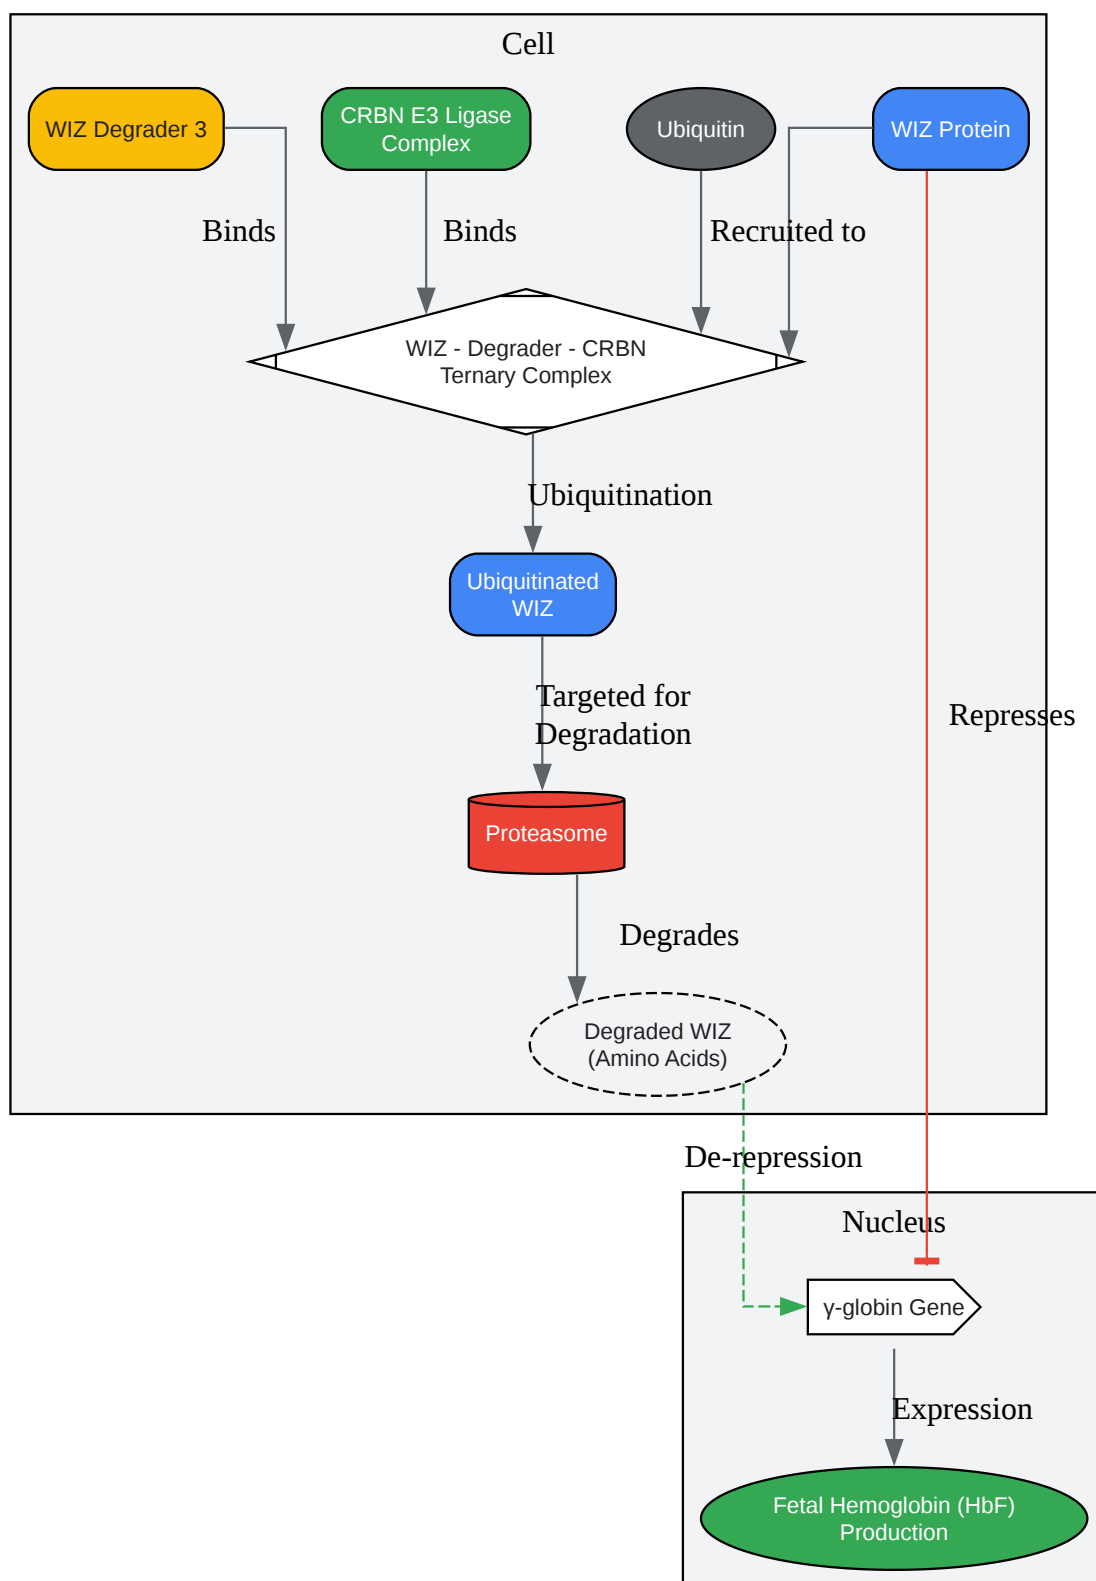 Cell
WIZ Degrader 3
CRBN E3 Ligase
Complex
Ubiquitin
WIZ Protein
Binds
Binds
Recruited to
WIZ - Degrader - CRBN
Ternary Complex
Ubiquitination
Ubiquitinated
WIZ
Targeted for
Degradation
Represses
Proteasome
Degrades
Degraded WIZ
(Amino Acids)
De-repression
Nucleus
γ-globin Gene
Expression
Fetal Hemoglobin (HbF)
Production